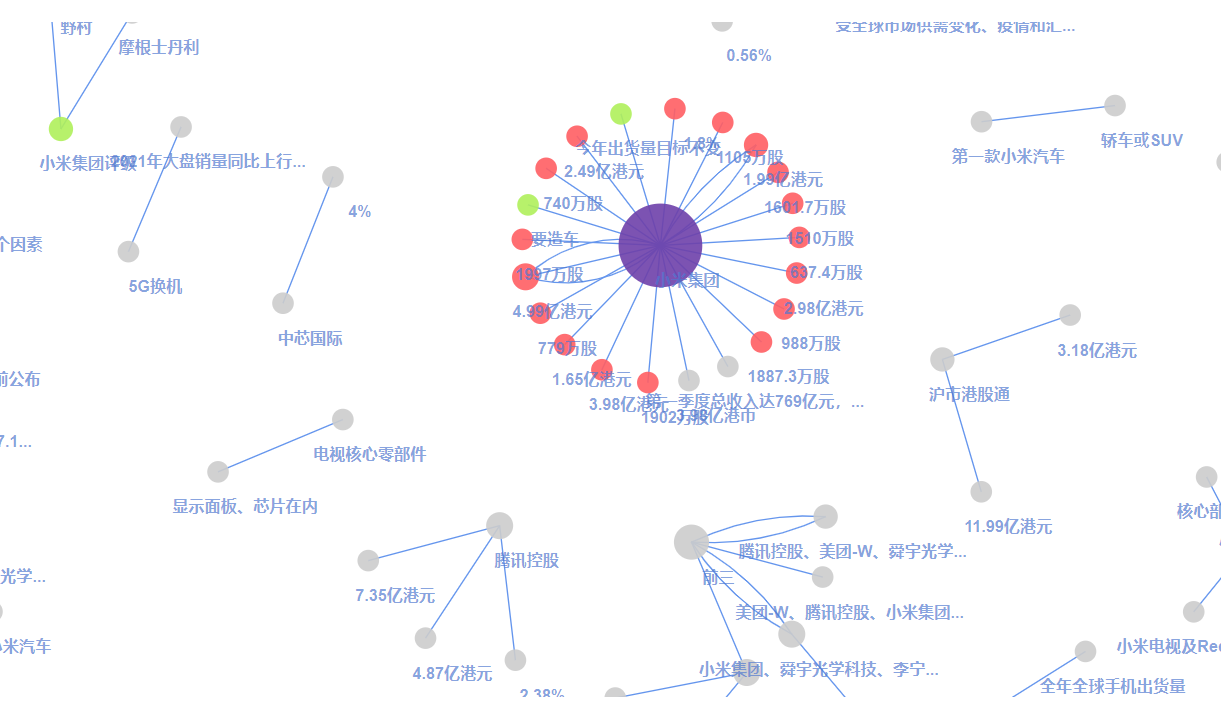 野村
摩根士丹利
0.56%
受全球市场供需变化、疫情和汇...
小米集团评级
2021年大盘销量同比上行...
4%
5G换机
中芯国际
个因素
今年出货量目标不变
1.8%
1105万股
2.49亿港元
1.99亿港元
740万股
1601.7万股
要造车
1510万股
1997万股
小米集团
637.4万股
4.99亿港元
2.98亿港元
779万股
988万股
1.65亿港元
1887.3万股
3.98亿港元
第一季度总收入达769亿元，...
1902万股
3.98亿港币
第一款小米汽车
轿车或SUV
3.18亿港元
沪市港股通
11.99亿港元
前公布
7.1...
电视核心零部件
显示面板、芯片在内
腾讯控股
7.35亿港元
4.87亿港元
2.38%
腾讯控股、美团-W、舜宇光学...
前三
美团-W、腾讯控股、小米集团...
小米集团、舜宇光学科技、李宁...
核心部
光学...
小米汽车
小米电视及Red
全年全球手机出货量